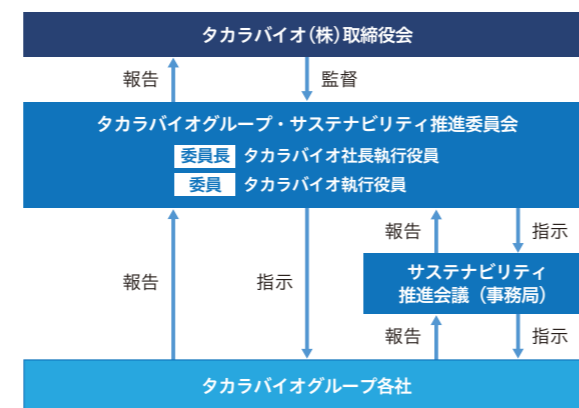 タカラバイオ(株)取締役会
報告
監督
タカラバイオグループ・サステナビリティ推進委員会
委員長 タカラバイオ社長執行役員
委員 タカラバイオ執行役員
報告
指示
報告
指示
サステナビリティ
推進会議（事務局）
報告
指示
タカラバイオグループ各社